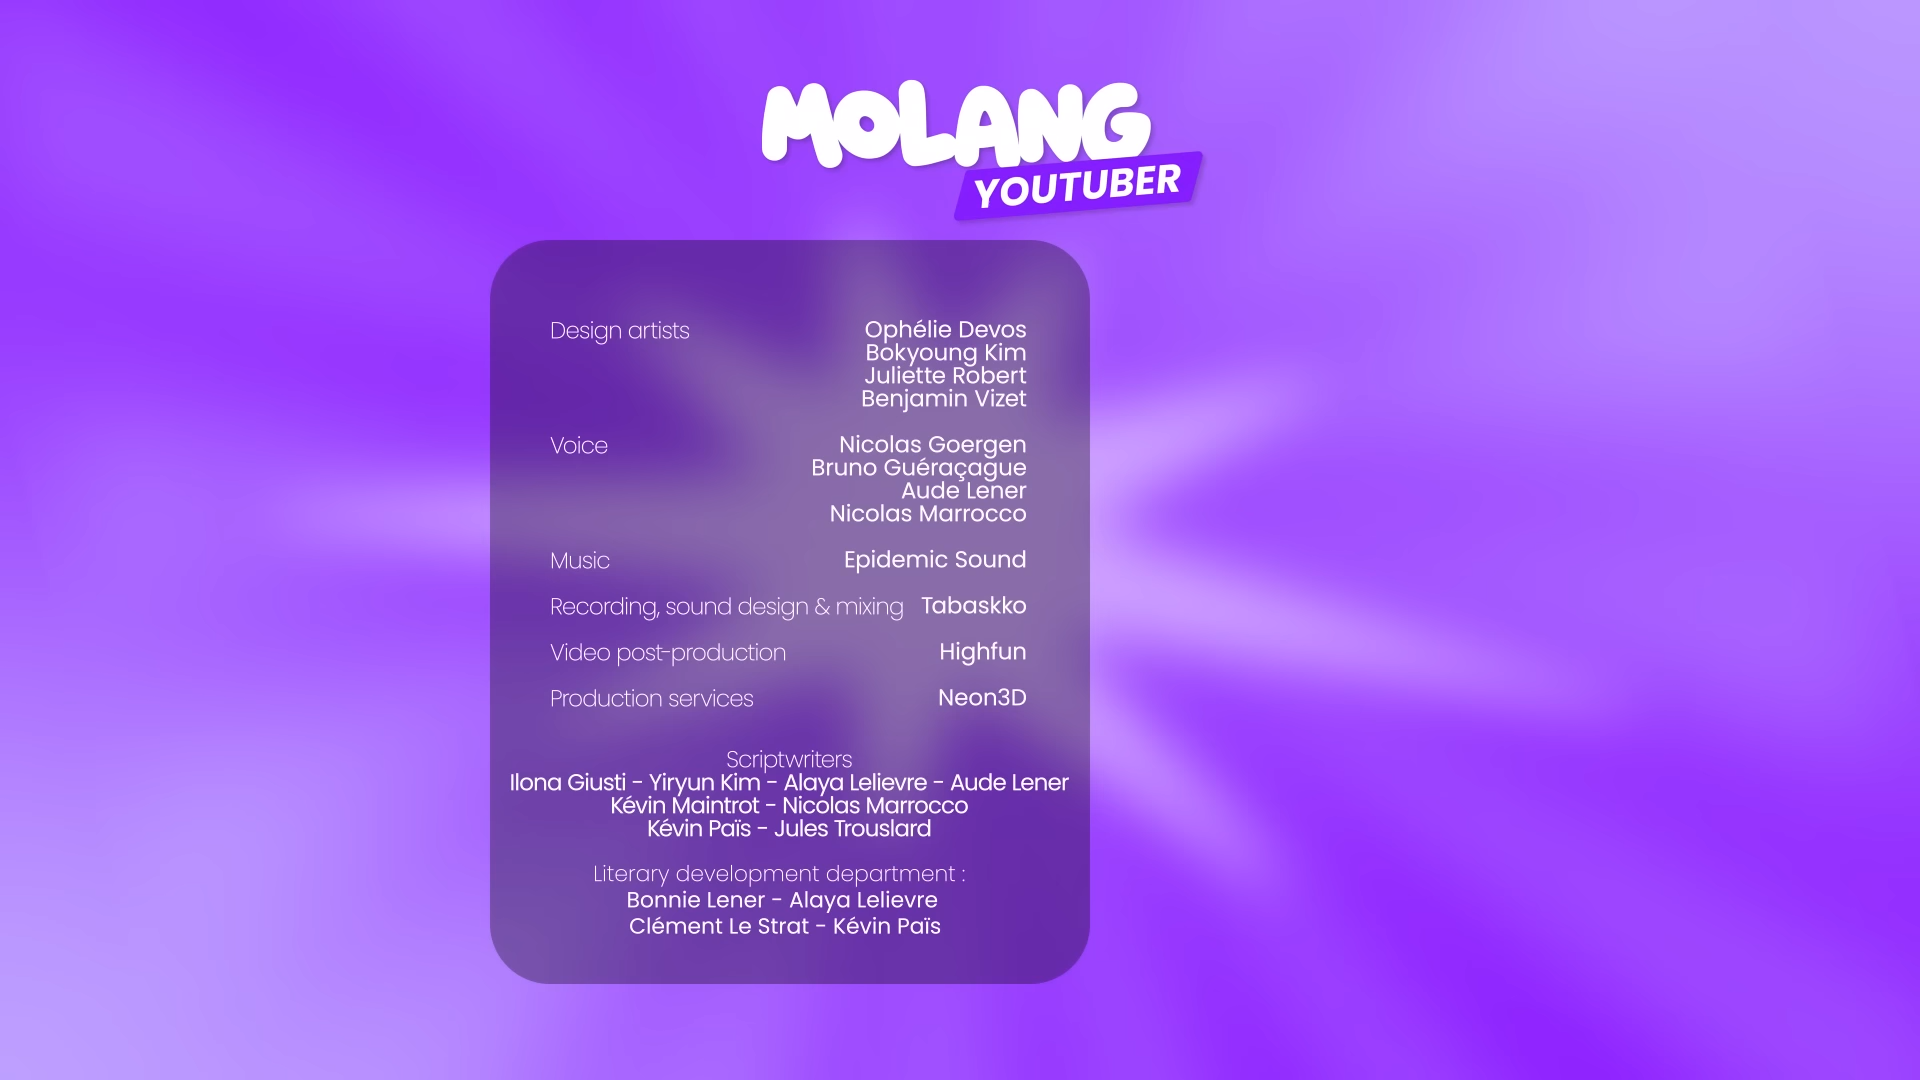 MOLANG
YOUTUBER
Design artists Ophélie Devos
Bokyoung Kim
Juliette Robert
Benjamin Vizet
Voice Nicolas Goergen
Bruno Guéraçague
Aude Lener
Nicolas Marrocco
Music Epidemic Sound
Recording, sound design & mixing Tabaskko
Video post-production Highfun
Production services Neon3D
Scriptwriters
Ilona Giusti - Yiryun Kim - Alaya Lelievre - Aude Lener
Kévin Maintrot - Nicolas Marrocco
Kévin Païs - Jules Trouslard
Literary development department :
Bonnie Lener - Alaya Lelievre
Clément Le Strat - Kévin Païs